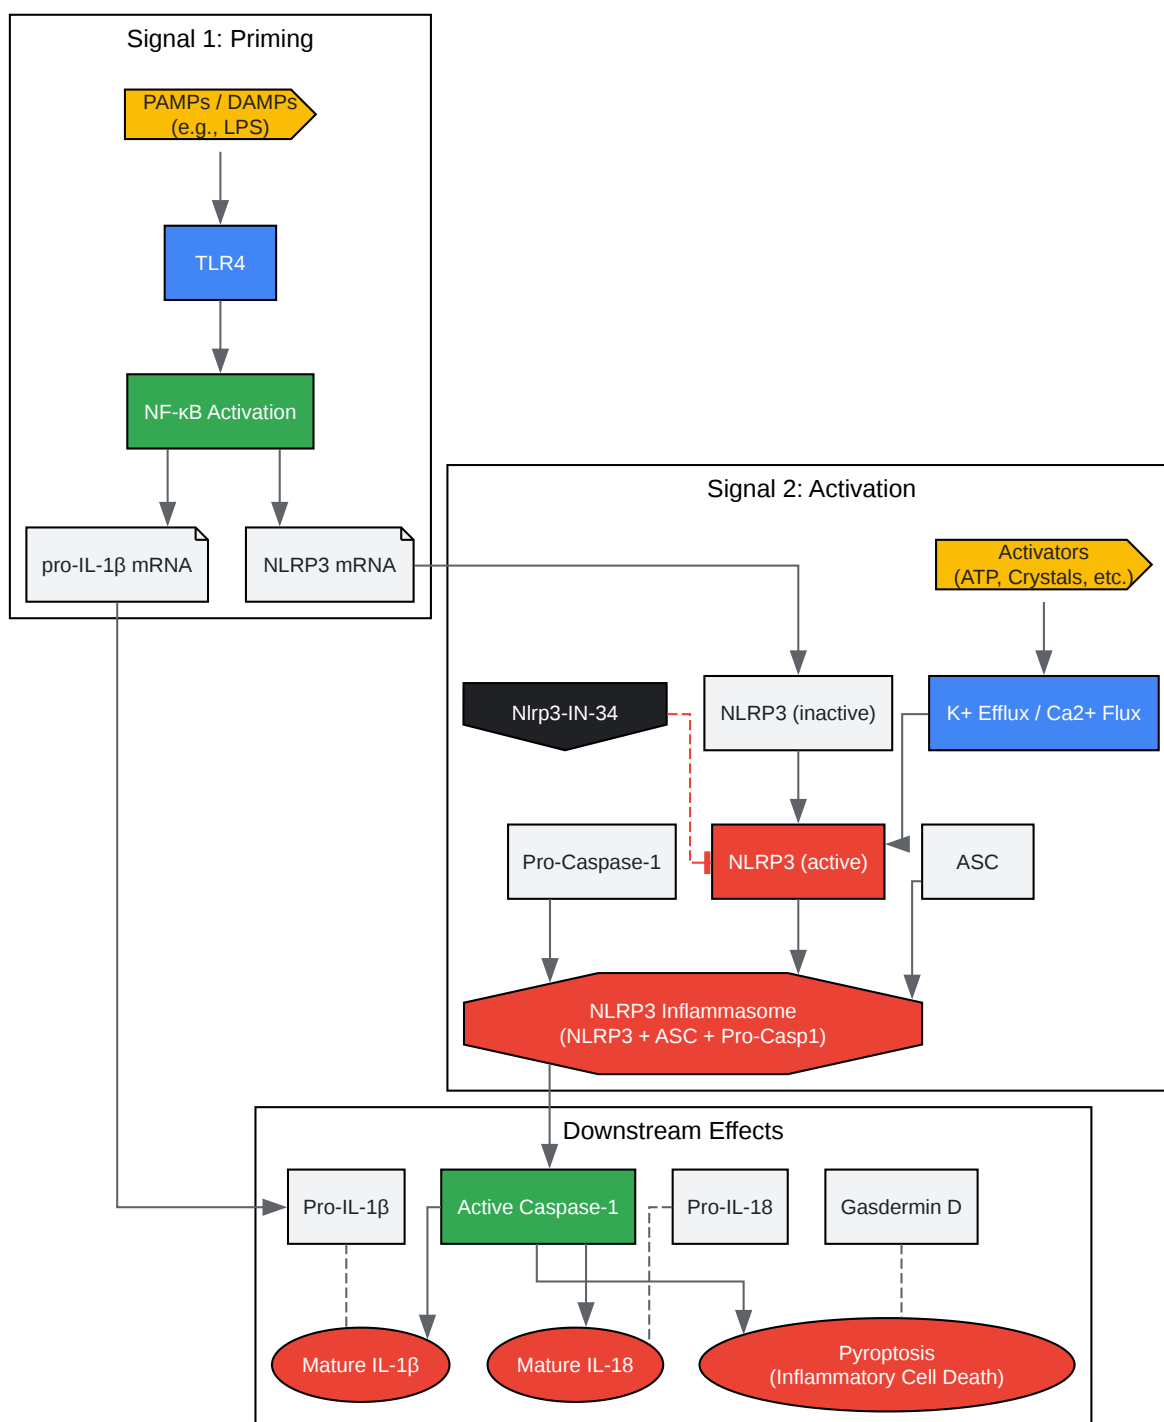 Signal 1: Priming
PAMPs / DAMPs
(e.g., LPS)
TLR4
NF-κB Activation
pro-IL-1β mRNA
NLRP3 mRNA
Signal 2: Activation
Activators
(ATP, Crystals, etc.)
Nlrp3-IN-34
NLRP3 (inactive)
K+ Efflux / Ca2+ Flux
Pro-Caspase-1
NLRP3 (active)
ASC
NLRP3 Inflammasome
(NLRP3 + ASC + Pro-Casp1)
Downstream Effects
Pro-IL-1β
Active Caspase-1
Pro-IL-18
Gasdermin D
Mature IL-1β
Mature IL-18
Pyroptosis
(Inflammatory Cell Death)